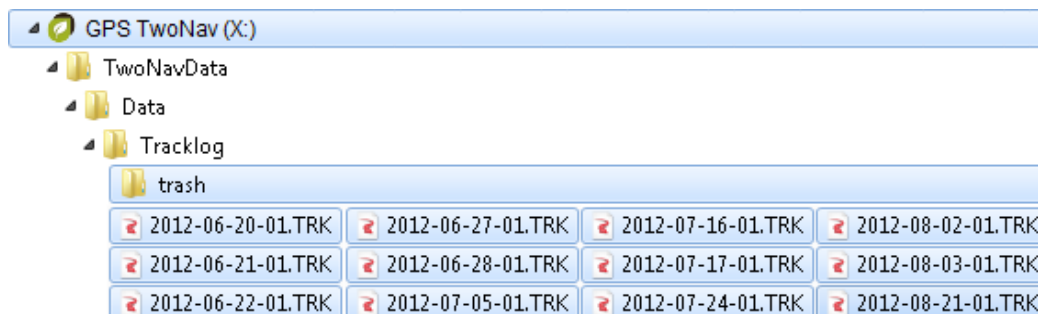 GPS TwoNav (X:)
TwoNavData
Data
Tracklog
trash
2012-06-20-01.TRK 2012-06-27-01.TRK 2012-07-16-01.TRK 2012-08-02-01.TRK
2012-06-21-01.TRK 2012-06-28-01.TRK 2012-07-17-01.TRK 2012-08-03-01.TRK
2012-06-22-01.TRK 2012-07-05-01.TRK 2012-07-24-01.TRK 2012-08-21-01.TRK